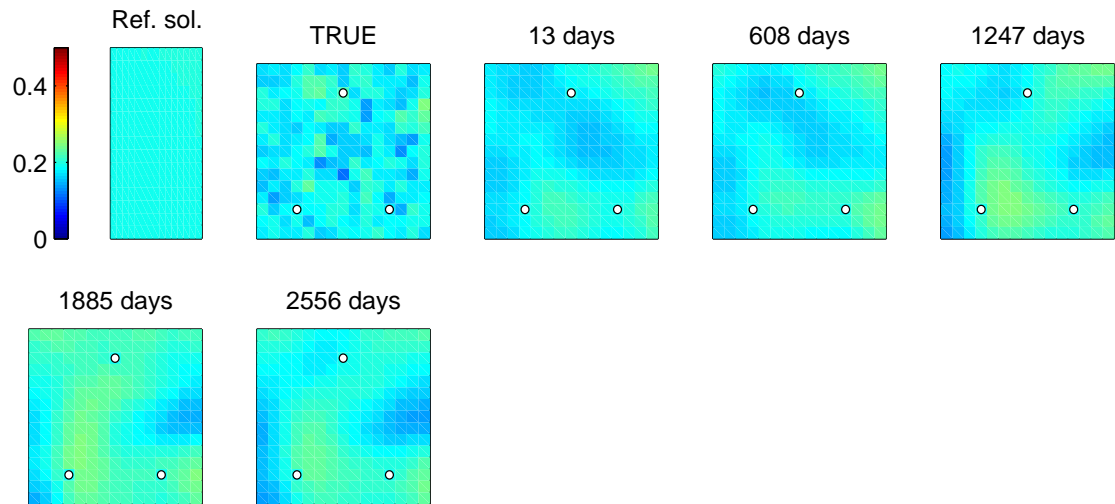 Ref. sol.
TRUE
13 days
608 days
1247 days
0.4
0.2
0
1885 days
2556 days